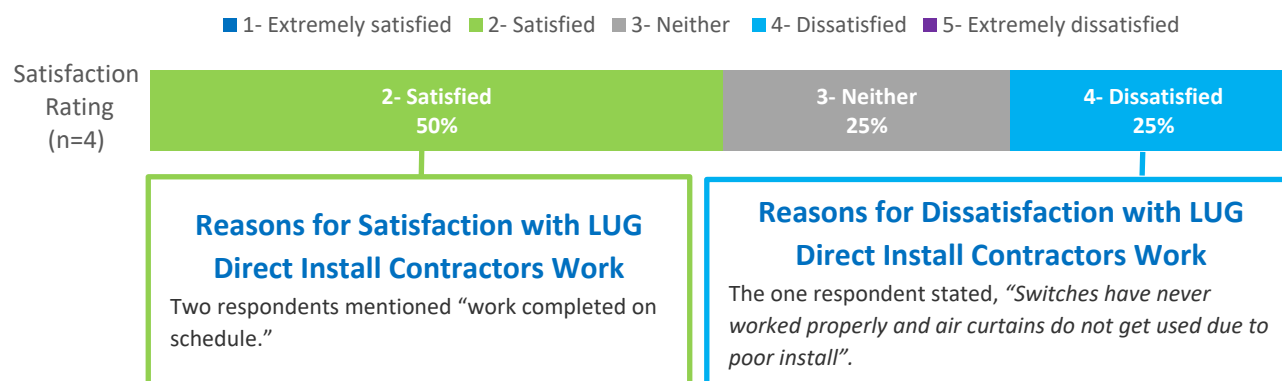 1- Extremely satisfied 2- Satisfied 3- Neither 4- Dissatisfied 5- Extremely dissatisfied
Satisfaction
Rating
(n=4)
2- Satisfied
50%
3- Neither
25%
4- Dissatisfied
25%
Reasons for Satisfaction with LUG
Direct Install Contractors Work
Two respondents mentioned “work completed on
schedule.”
Reasons for Dissatisfaction with LUG
Direct Install Contractors Work
The one respondent stated, “Switches have never
worked properly and air curtains do not get used due to
poor install”.